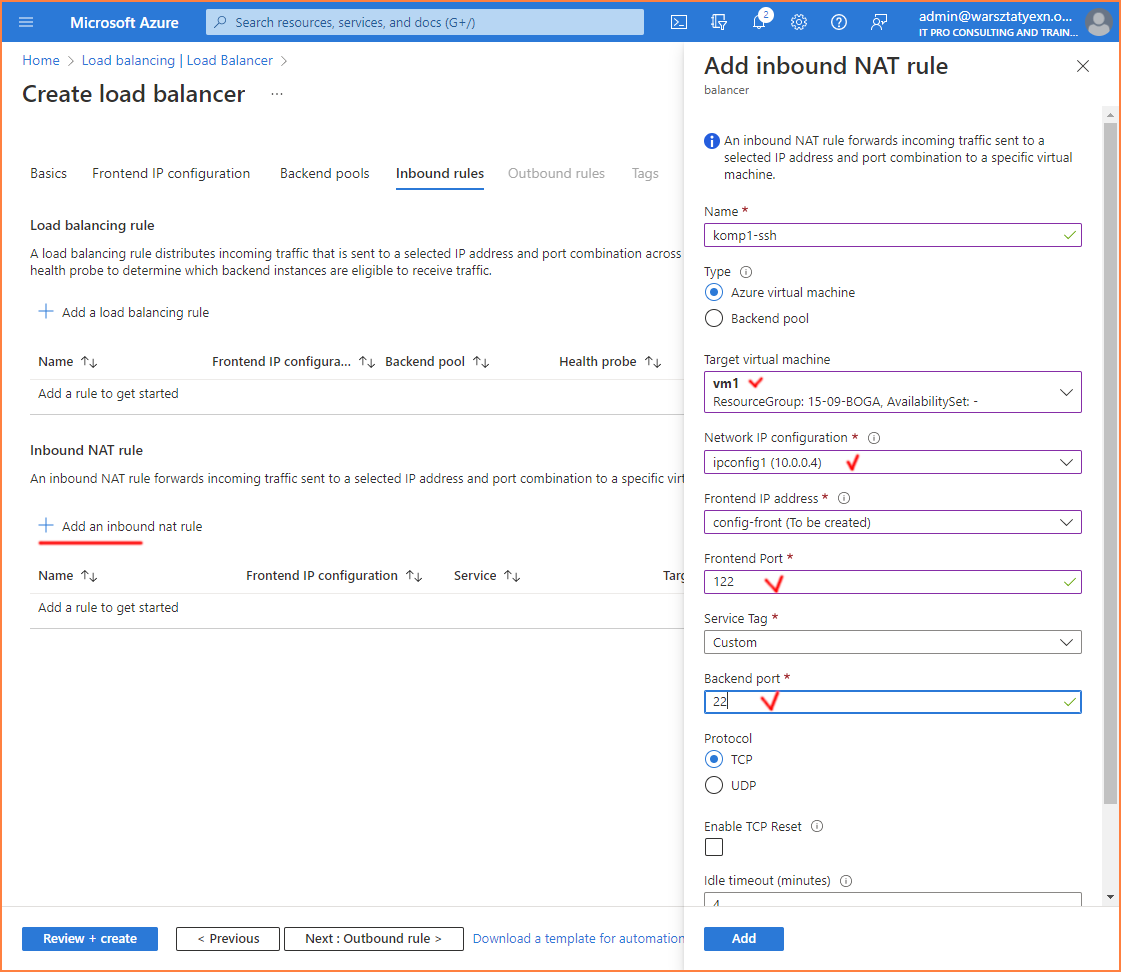 Microsoft Azure
Search resources, services, and docs (G+/)
2
admin@warsztatyexn.o...
IT PRO CONSULTING AND TRAIN...
Home > Load balancing | Load Balancer >
Create load balancer ...
Basics
Frontend IP configuration
Backend pools
Inbound rules
Outbound rules
Tags
Load balancing rule
A load balancing rule distributes incoming traffic that is sent to a selected IP address and port combination across
health probe to determine which backend instances are eligible to receive traffic.
+ Add a load balancing rule
Name ↑↓ Frontend IP configura... ↑↓ Backend pool ↑↓ Health probe ↑↓
Add a rule to get started
Inbound NAT rule
An inbound NAT rule forwards incoming traffic sent to a selected IP address and port combination to a specific virt
+ Add an inbound nat rule
Name ↑↓ Frontend IP configuration ↑↓ Service ↑↓ Targ
Add a rule to get started
Review + create
< Previous
Next : Outbound rule >
Download a template for automation
Add inbound NAT rule
balancer
An inbound NAT rule forwards incoming traffic sent to a
selected IP address and port combination to a specific virtual
machine.
Name *
komp1-ssh
Type
Azure virtual machine
Backend pool
Target virtual machine
vm1
ResourceGroup: 15-09-BOGA, AvailabilitySet: -
Network IP configuration *
ipconfig1 (10.0.0.4)
Frontend IP address *
config-front (To be created)
Frontend Port *
122
Service Tag *
Custom
Backend port *
22
Protocol
TCP
UDP
Enable TCP Reset
Idle timeout (minutes)
4
Add